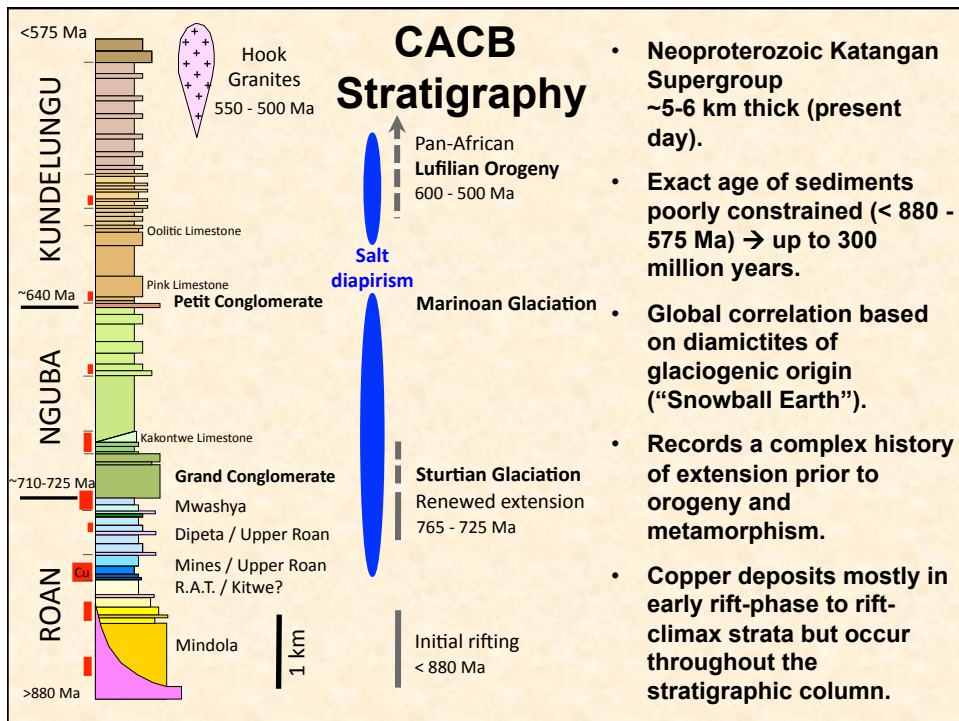 <575 Ma
KUNDELUNGU
Hook
Granites
550 - 500 Ma
CACB
Stratigraphy
Pan-African
Lufilian Orogeny
600 - 500 Ma
Oolitic Limestone
Salt
diapirism
Pink Limestone
~640 Ma
Petit Conglomerate
Marinoan Glaciation
NGUBA
Kakontwe Limestone
Grand Conglomerate
Sturtian Glaciation
~710-725 Ma
Renewed extension
765 - 725 Ma
Mwashya
Dipeta / Upper Roan
ROAN
Cu
Mines / Upper Roan
R.A.T. / Kitwe?
Mindola
1 km
Initial rifting
< 880 Ma
>880 Ma
• Neoproterozoic Katangan
Supergroup
~5-6 km thick (present
day).
• Exact age of sediments
poorly constrained (< 880 -
575 Ma) → up to 300
million years.
• Global correlation based
on diamictites of
glaciogenic origin
(“Snowball Earth”).
• Records a complex history
of extension prior to
orogeny and
metamorphism.
• Copper deposits mostly in
early rift-phase to rift-
climax strata but occur
throughout the
stratigraphic column.